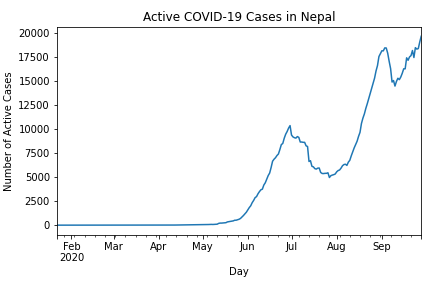 Active COVID-19 Cases in Nepal
Number of Active Cases
20000
17500
15000
12500
10000
7500
5000
2500
0
Feb Mar Apr May Jun Jul Aug Sep
2020
Day